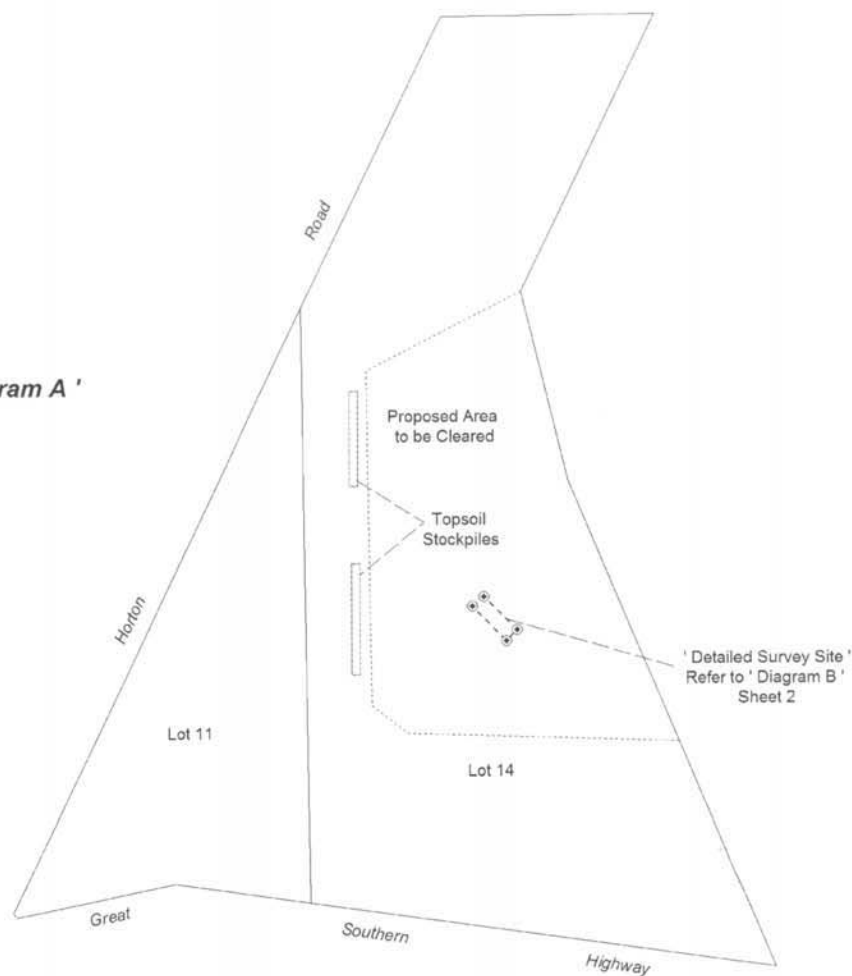 Road
ram A '
Proposed Area
to be Cleared
Topsoil
Stockpiles
Horton
' Detailed Survey Site '
Refer to ' Diagram B '
Sheet 2
Lot 11
Lot 14
Great
Southern
Highway